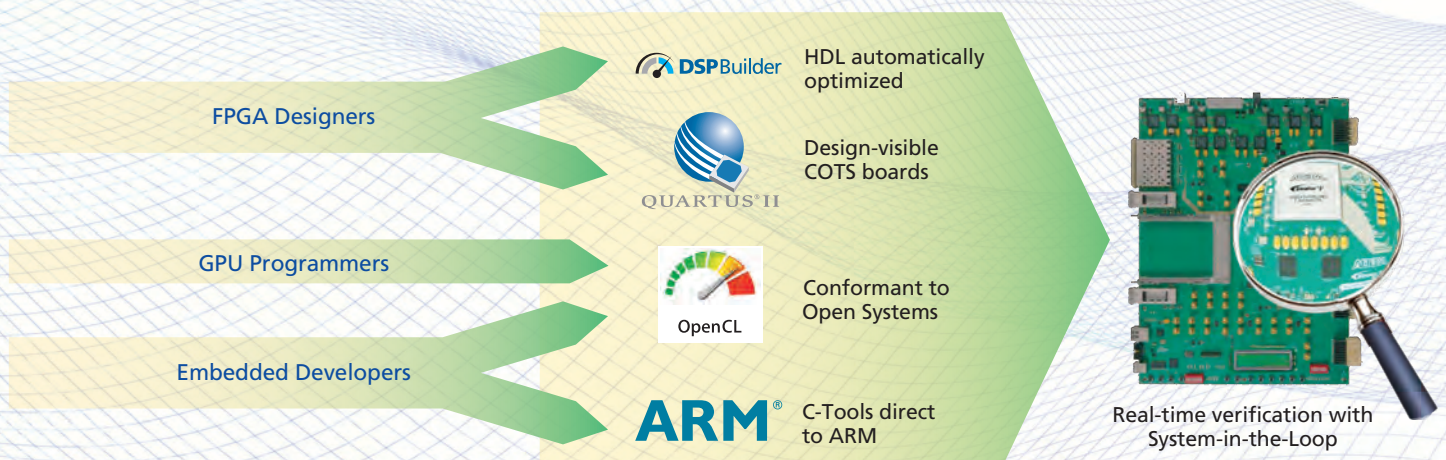 FPGA Designers
GPU Programmers
Embedded Developers
DSPBuilder
HDL automatically
optimized
QUARTUS® II
Design-visible
COTS boards
OpenCL
Conformant to
Open Systems
ARM®
C-Tools direct
to ARM
Real-time verification with
System-in-the-Loop